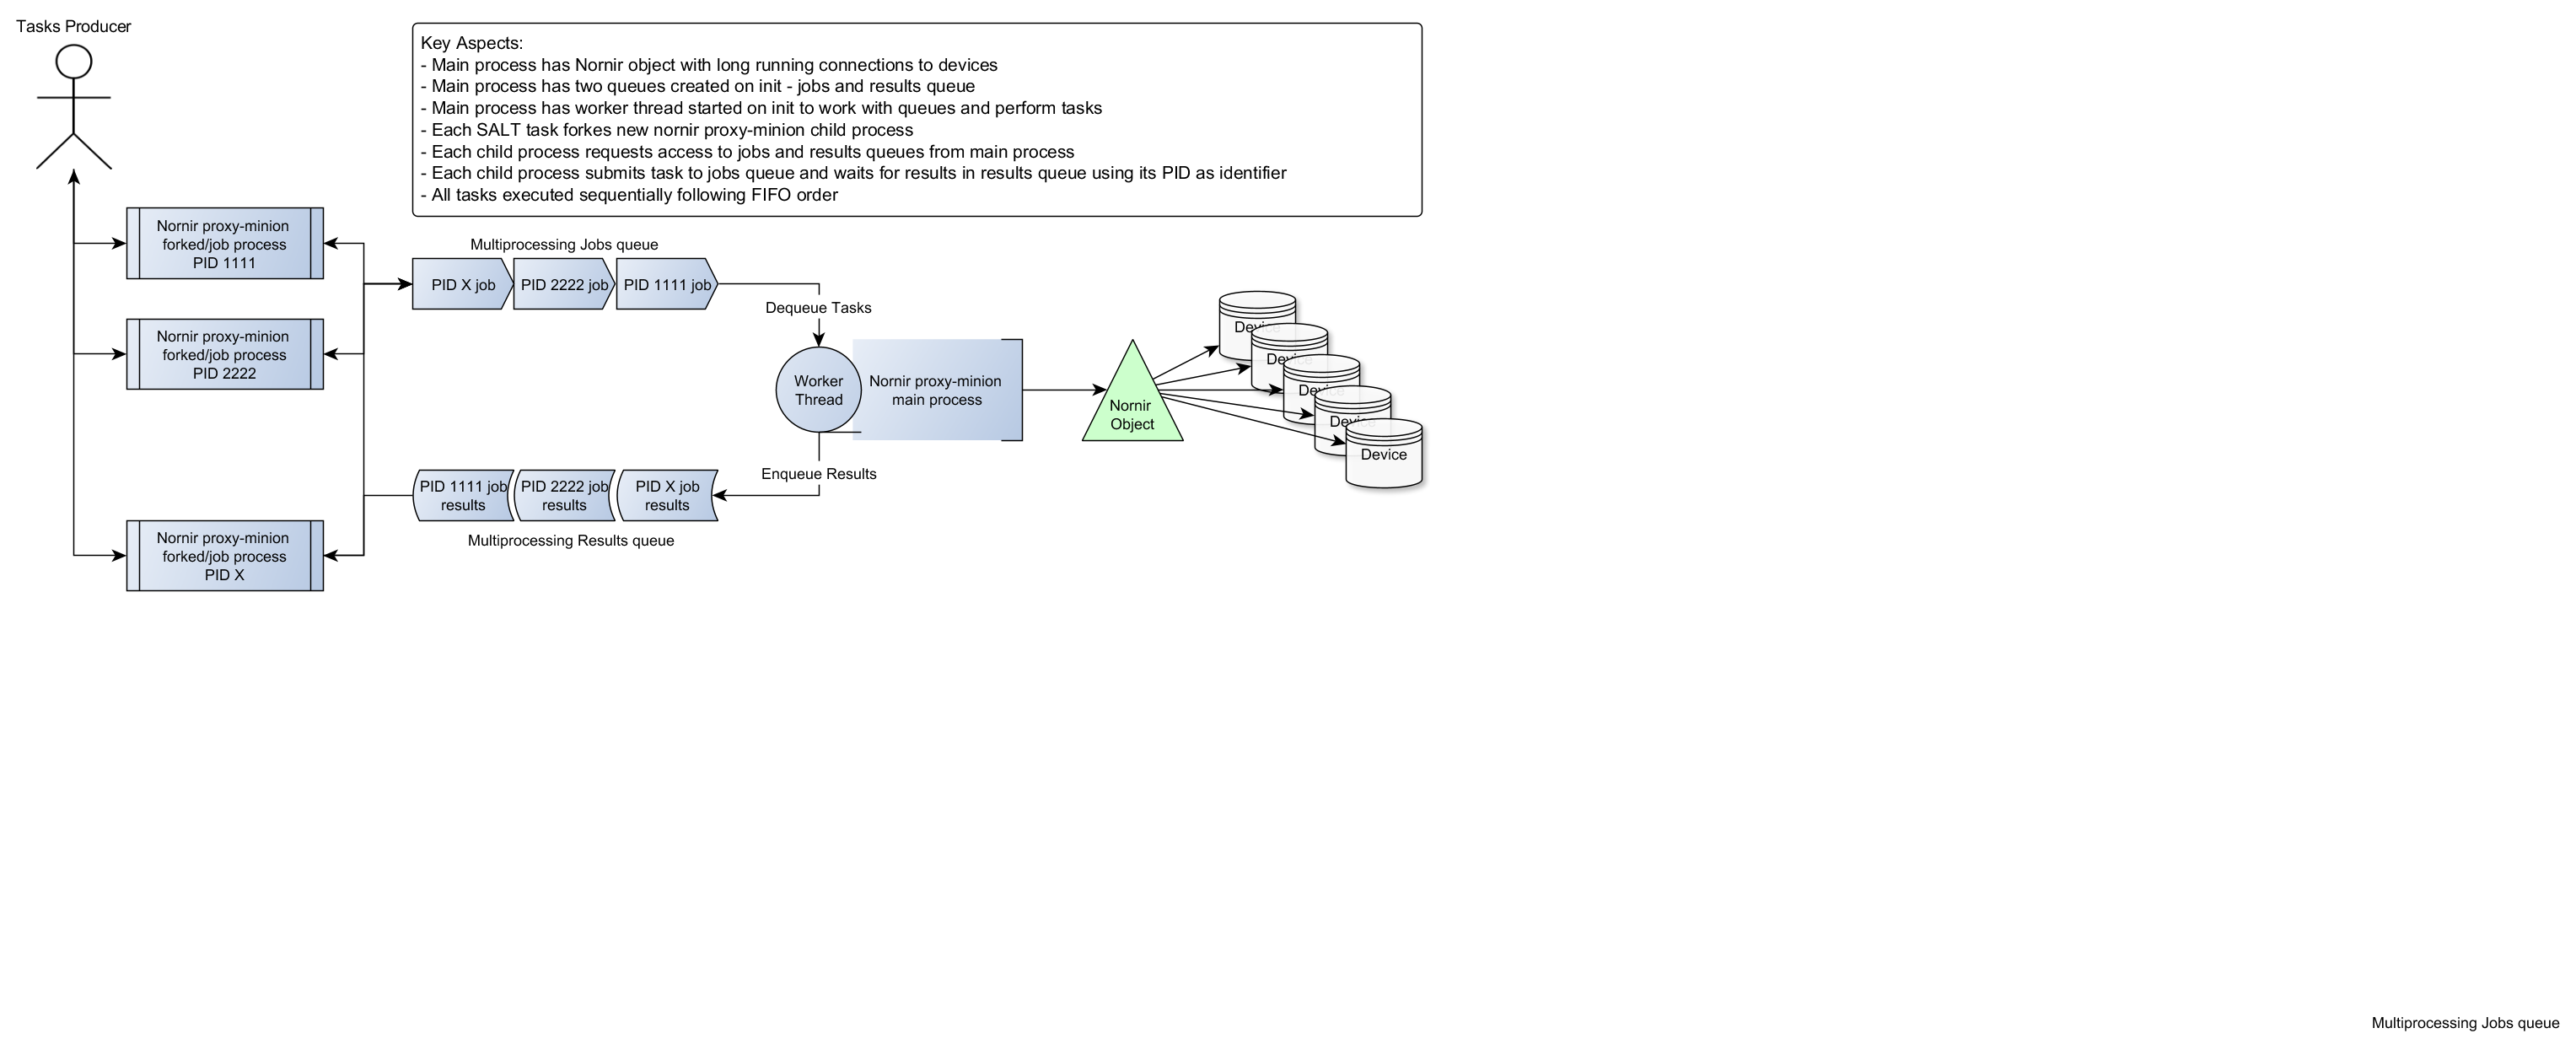 Tasks Producer
Key Aspects:
- Main process has Nornir object with long running connections to devices
- Main process has two queues created on init - jobs and results queue
- Main process has worker thread started on init to work with queues and perform tasks
- Each SALT task forkes new nornir proxy-minion child process
- Each child process requests access to jobs and results queues from main process
- Each child process submits task to jobs queue and waits for results in results queue using its PID as identifier
- All tasks executed sequentially following FIFO order
Nornir proxy-minion
forked/job process
PID 1111
Nornir proxy-minion
forked/job process
PID 2222
Nornir proxy-minion
forked/job process
PID X
Multiprocessing Jobs queue
PID X job
PID 2222 job
PID 1111 job
Dequeue Tasks
Worker
Thread
Nornir proxy-minion
main process
Enqueue Results
PID 1111 job
results
PID 2222 job
results
PID X job
results
Multiprocessing Results queue
Nornir
Object
Device
Device
Device
Device
Device
Multiprocessing Jobs queue